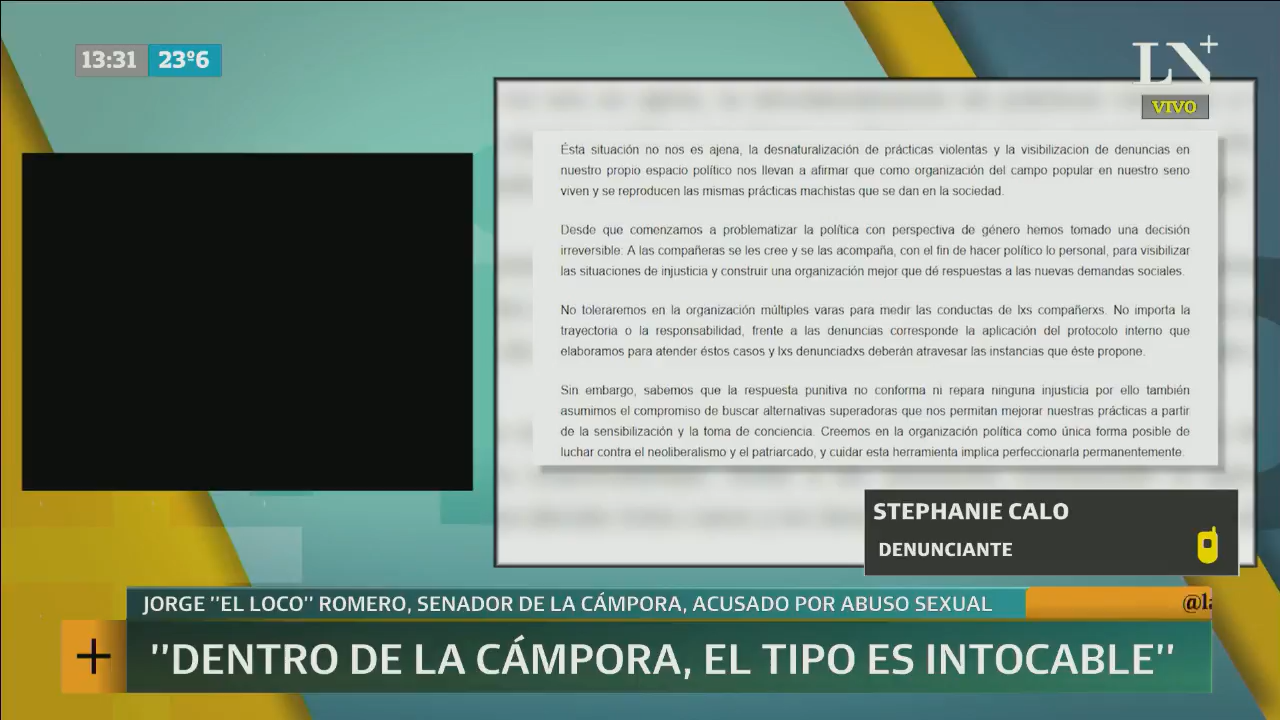 13:31 23º6
LN+
VIVO
Ésta situación no nos es ajena, la desnaturalización de prácticas violentas y la visibilizacion de denuncias en
nuestro propio espacio político nos llevan a afirmar que como organización del campo popular en nuestro seno
viven y se reproducen las mismas prácticas machistas que se dan en la sociedad.
Desde que comenzamos a problematizar la política con perspectiva de género hemos tomado una decisión
irreversible: A las compañeras se les cree y se las acompaña, con el fin de hacer político lo personal, para visibilizar
las situaciones de injusticia y construir una organización mejor que dé respuestas a las nuevas demandas sociales.
No toleraremos en la organización múltiples varas para medir las conductas de lxs compañerxs. No importa la
trayectoria o la responsabilidad, frente a las denuncias corresponde la aplicación del protocolo interno que
elaboramos para atender éstos casos y lxs denunciadxs deberán atravesar las instancias que éste propone.
Sin embargo, sabemos que la respuesta punitiva no conforma ni repara ninguna injusticia por ello también
asumimos el compromiso de buscar alternativas superadoras que nos permitan mejorar nuestras prácticas a partir
de la sensibilización y la toma de conciencia. Creemos en la organización política como única forma posible de
luchar contra el neoliberalismo y el patriarcado, y cuidar esta herramienta implica perfeccionarla permanentemente.
STEPHANIE CALO
DENUNCIANTE
JORGE "EL LOCO" ROMERO, SENADOR DE LA CÁMPORA, ACUSADO POR ABUSO SEXUAL
@la
"DENTRO DE LA CÁMPORA, EL TIPO ES INTOCABLE"